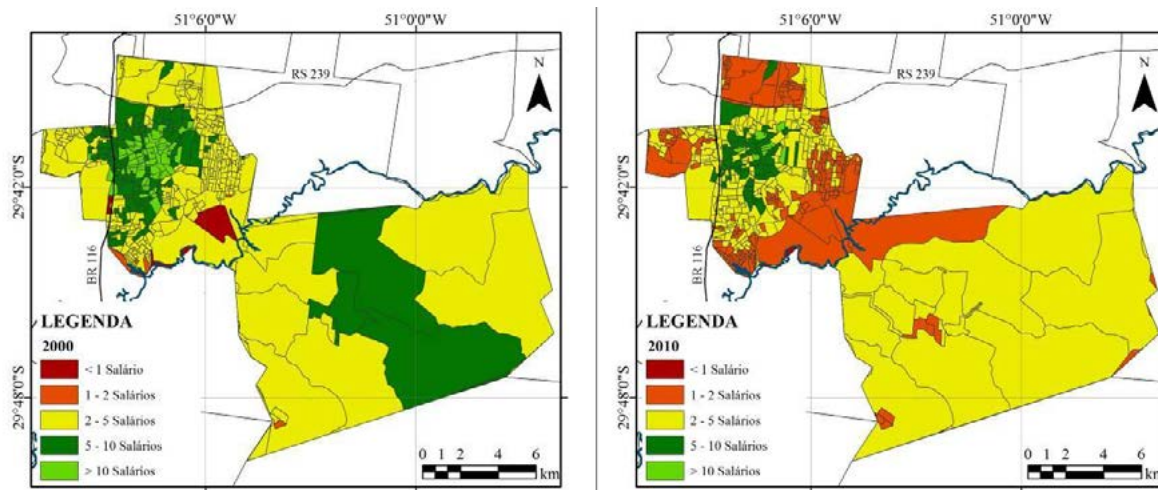 51°6'0"W
51°0'0"W
RS 239
N
29°42'0"S
BR 116
LEGENDA
2000
< 1 Salário
1 - 2 Salários
2 - 5 Salários
5 - 10 Salários
> 10 Salários
29°48'0"S
0 1 2 4 6
km
51°6'0"W
51°0'0"W
RS 239
N
29°42'0"S
BR 116
LEGENDA
2010
< 1 Salário
1 - 2 Salários
2 - 5 Salários
5 - 10 Salários
> 10 Salários
29°48'0"S
0 1 2 4 6
km